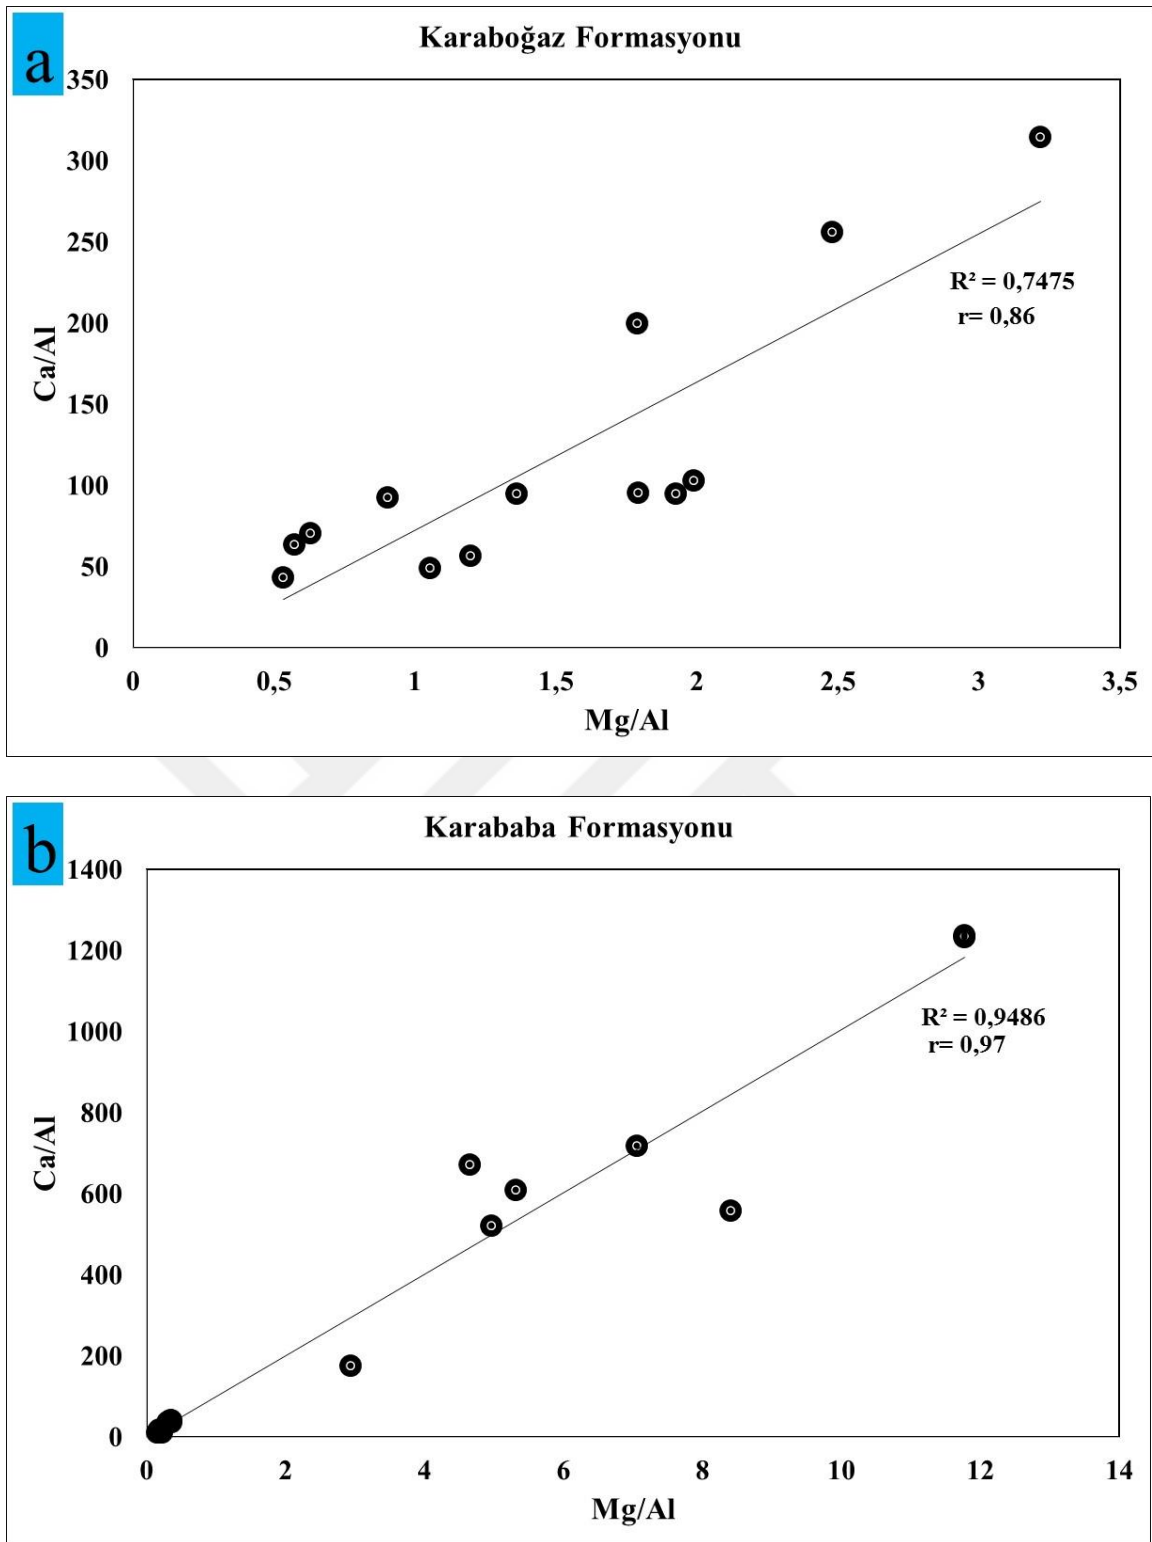 a
Karaboğaz Formasyonu
350
300
250
200
150
100
50
0
Ca/Al
R² = 0,7475
r= 0,86
0 0,5 1 1,5 2 2,5 3 3,5
Mg/Al
b
Karababa Formasyonu
1400
1200
1000
800
600
400
200
0
Ca/Al
R² = 0,9486
r= 0,97
0 2 4 6 8 10 12 14
Mg/Al